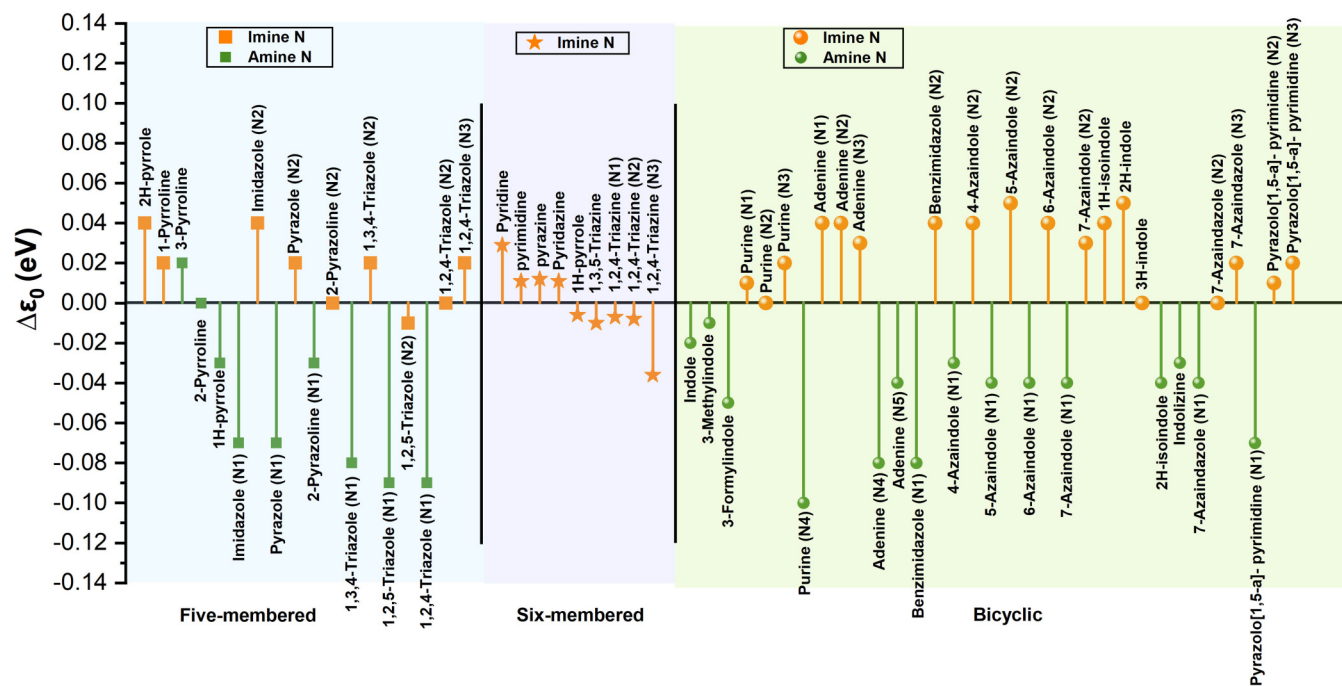 Δε₀ (eV)
0.14
0.12
0.10
0.08
0.06
0.04
0.02
0.00
-0.02
-0.04
-0.06
-0.08
-0.10
-0.12
-0.14
Imine N
Amine N
2H-pyrrole
1-Pyrroline
3-Pyrroline
2-Pyrroline
1H-pyrrole
Imidazole (N1)
Imidazole (N2)
Pyrazole (N1)
Pyrazole (N2)
2-Pyrazoline (N1)
2-Pyrazoline (N2)
1,3,4-Triazole (N1)
1,3,4-Triazole (N2)
1,2,5-Triazole (N1)
1,2,5-Triazole (N2)
1,2,4-Triazole (N1)
1,2,4-Triazole (N2)
1,2,4-Triazole (N3)
Five-membered
Imine N
Pyridine
pyrimidine
pyrazine
Pyridazine
1H-pyrrole
1,3,5-Triazine
1,2,4-Triazine (N1)
1,2,4-Triazine (N2)
1,2,4-Triazine (N3)
Six-membered
Imine N
Amine N
Indole
3-Methylindole
3-Formylindole
Purine (N1)
Purine (N2)
Purine (N3)
Purine (N4)
Adenine (N1)
Adenine (N2)
Adenine (N3)
Adenine (N4)
Adenine (N5)
Benzimidazole (N1)
Benzimidazole (N2)
4-Azaindole (N1)
4-Azaindole (N2)
5-Azaindole (N1)
5-Azaindole (N2)
6-Azaindole (N1)
6-Azaindole (N2)
7-Azaindole (N1)
7-Azaindole (N2)
1H-isoindole
2H-indole
3H-indole
2H-isoindole
Indolizine
7-Azaindazole (N1)
7-Azaindazole (N2)
7-Azaindazole (N3)
Pyrazolo[1,5-a]- pyrimidine (N1)
Pyrazolo[1,5-a]- pyrimidine (N2)
Pyrazolo[1,5-a]- pyrimidine (N3)
Bicyclic